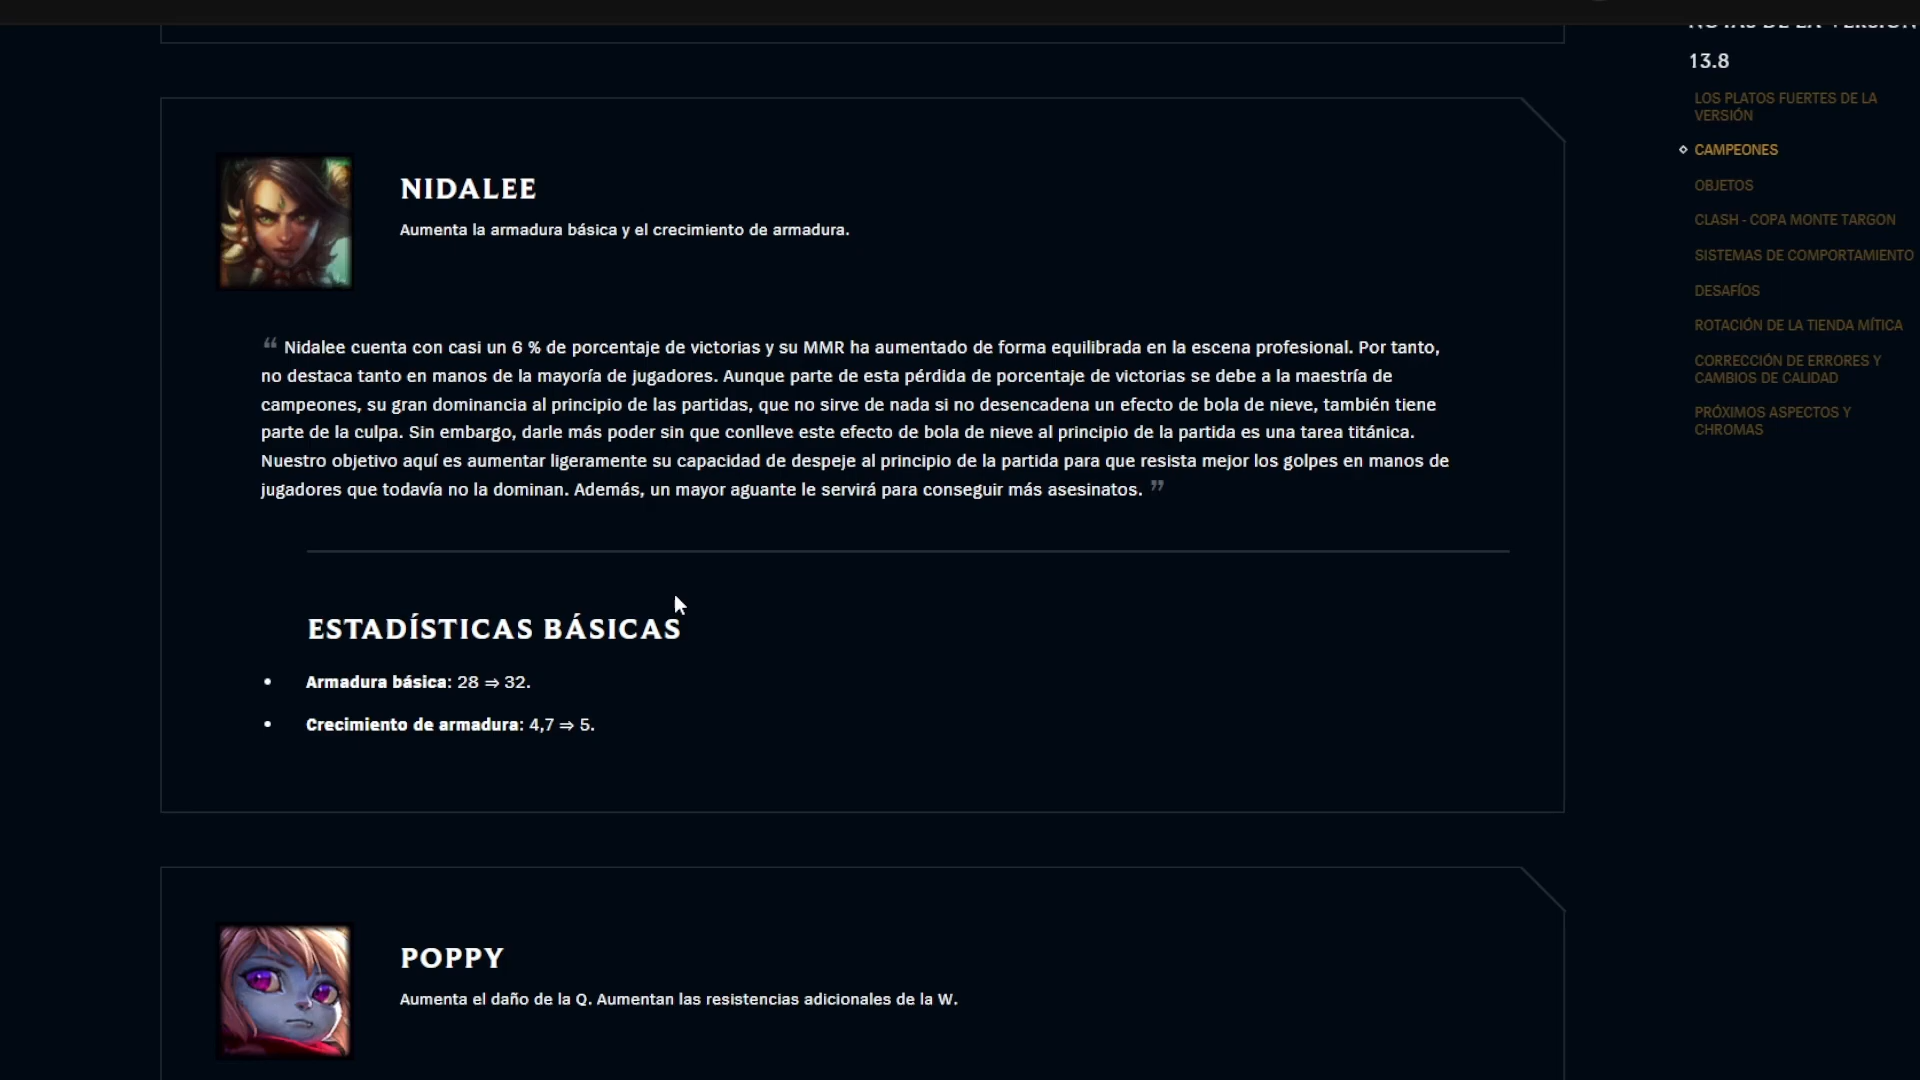 NOTAS DE LA VERSIÓN
13.8
LOS PLATOS FUERTES DE LA
VERSIÓN
CAMPEONES
OBJETOS
CLASH - COPA MONTE TARGON
SISTEMAS DE COMPORTAMIENTO
DESAFÍOS
ROTACIÓN DE LA TIENDA MÍTICA
CORRECCIÓN DE ERRORES Y
CAMBIOS DE CALIDAD
PRÓXIMOS ASPECTOS Y
CHROMAS
NIDALEE
Aumenta la armadura básica y el crecimiento de armadura.
“ Nidalee cuenta con casi un 6 % de porcentaje de victorias y su MMR ha aumentado de forma equilibrada en la escena profesional. Por tanto,
no destaca tanto en manos de la mayoría de jugadores. Aunque parte de esta pérdida de porcentaje de victorias se debe a la maestría de
campeones, su gran dominancia al principio de las partidas, que no sirve de nada si no desencadena un efecto de bola de nieve, también tiene
parte de la culpa. Sin embargo, darle más poder sin que conlleve este efecto de bola de nieve al principio de la partida es una tarea titánica.
Nuestro objetivo aquí es aumentar ligeramente su capacidad de despeje al principio de la partida para que resista mejor los golpes en manos de
jugadores que todavía no la dominan. Además, un mayor aguante le servirá para conseguir más asesinatos. ”
ESTADÍSTICAS BÁSICAS
• Armadura básica: 28 ⇒ 32.
• Crecimiento de armadura: 4,7 ⇒ 5.
POPPY
Aumenta el daño de la Q. Aumentan las resistencias adicionales de la W.